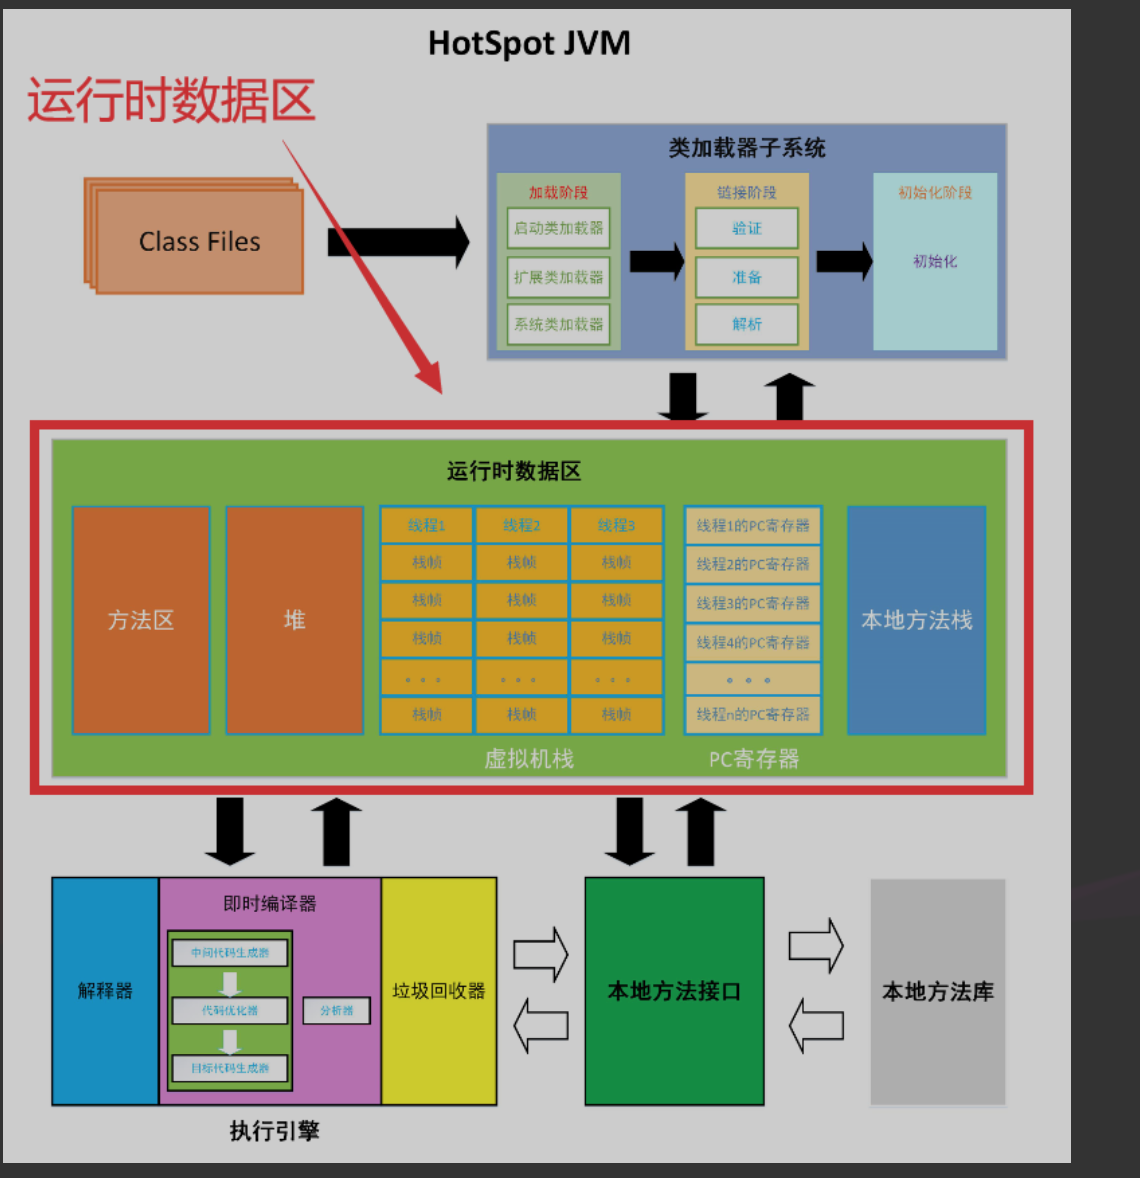 HotSpot JVM
运行时数据区
类加载器子系统
Class Files
加载阶段
启动类加载器
扩展类加载器
系统类加载器
链接阶段
验证
准备
解析
初始化阶段
初始化
运行时数据区
方法区
堆
线程1 线程2 线程3
栈帧 栈帧 栈帧
栈帧 栈帧 栈帧
栈帧 栈帧 栈帧
。。。 。。。 。。。
栈帧 栈帧 栈帧
虚拟机栈
线程1的PC寄存器
线程2的PC寄存器
线程3的PC寄存器
线程4的PC寄存器
。。。
线程n的PC寄存器
PC寄存器
本地方法栈
解释器
即时编译器
中间代码生成器
代码优化器
目标代码生成器
分析器
垃圾回收器
执行引擎
本地方法接口
本地方法库